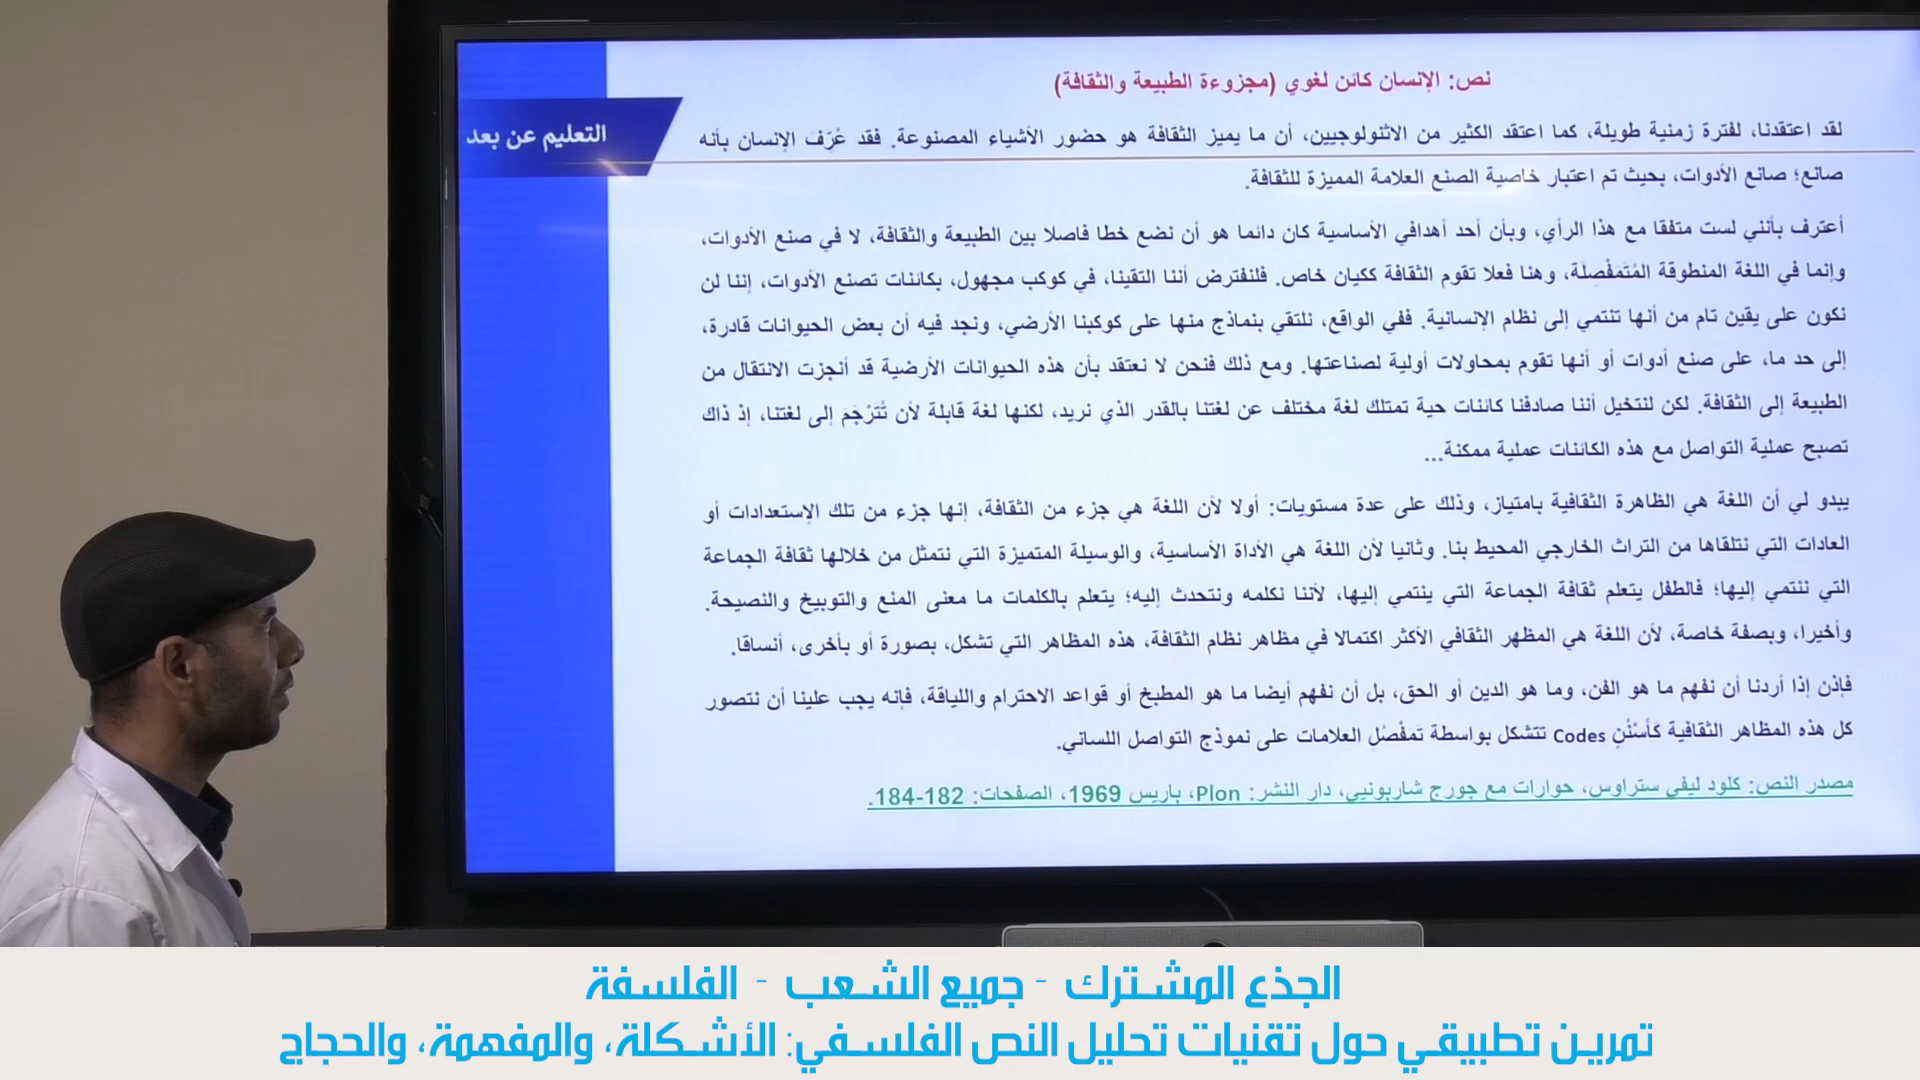 نص: الإنسان كائن لغوي (مجزوءة الطبيعة والثقافة)
التعليم عن بعد
لقد اعتقدنا، لفترة زمنية طويلة، كما اعتقد الكثير من الاثنولوجيين، أن ما يميز الثقافة هو حضور الأشياء المصنوعة. فقد عُرّفَ الإنسان بأنه
صانع؛ صانع الأدوات، بحيث تم اعتبار خاصية الصنع العلامة المميزة للثقافة.
أعترف بأنني لست متفقا مع هذا الرأي، وبأن أحد أهدافي الأساسية كان دائما هو أن نضع خطا فاصلا بين الطبيعة والثقافة، لا في صنع الأدوات،
وإنما في اللغة المنطوقة المُتَمَفْصِلَة، وهنا فعلا تقوم الثقافة ككيان خاص. فلنفترض أننا التقينا، في كوكب مجهول، بكائنات تصنع الأدوات، إننا لن
نكون على يقين تام من أنها تنتمي إلى نظام الإنسانية. ففي الواقع، نلتقي بنماذج منها على كوكبنا الأرضي، ونجد فيه أن بعض الحيوانات قادرة،
إلى حد ما، على صنع أدوات أو أنها تقوم بمحاولات أولية لصناعتها. ومع ذلك فنحن لا نعتقد بأن هذه الحيوانات الأرضية قد أنجزت الانتقال من
الطبيعة إلى الثقافة. لكن لنتخيل أننا صادفنا كائنات حية تمتلك لغة مختلف عن لغتنا بالقدر الذي نريد، لكنها لغة قابلة لأن تُتَرْجَم إلى لغتنا، إذ ذاك
تصبح عملية التواصل مع هذه الكائنات عملية ممكنة...
يبدو لي أن اللغة هي الظاهرة الثقافية بامتياز، وذلك على عدة مستويات: أولا لأن اللغة هي جزء من الثقافة، إنها جزء من تلك الإستعدادات أو
العادات التي نتلقاها من التراث الخارجي المحيط بنا. وثانيا لأن اللغة هي الأداة الأساسية، والوسيلة المتميزة التي نتمثل من خلالها ثقافة الجماعة
التي ننتمي إليها؛ فالطفل يتعلم ثقافة الجماعة التي ينتمي إليها، لأننا نكلمه ونتحدث إليه؛ يتعلم بالكلمات ما معنى المنع والتوبيخ والنصيحة.
وأخيرا، وبصفة خاصة، لأن اللغة هي المظهر الثقافي الأكثر اكتمالا في مظاهر نظام الثقافة، هذه المظاهر التي تشكل، بصورة أو بأخرى، أنساقا.
فإذن إذا أردنا أن نفهم ما هو الفن، وما هو الدين أو الحق، بل أن نفهم أيضا ما هو المطبخ أو قواعد الاحترام واللياقة، فإنه يجب علينا أن نتصور
كل هذه المظاهر الثقافية كَأَسْنُنٍ Codes تتشكل بواسطة تَمَفْصُل العلامات على نموذج التواصل اللساني.
مصدر النص: كلود ليفي ستراوس، حوارات مع جورج شاربونيي، دار النشر: Plon، باريس 1969، الصفحات: 182-184.
الجذع المشترك - جميع الشعب - الفلسفة
تمرين تطبيقي حول تقنيات تحليل النص الفلسفي: الأشكلة، والمفهمة، والحجاج